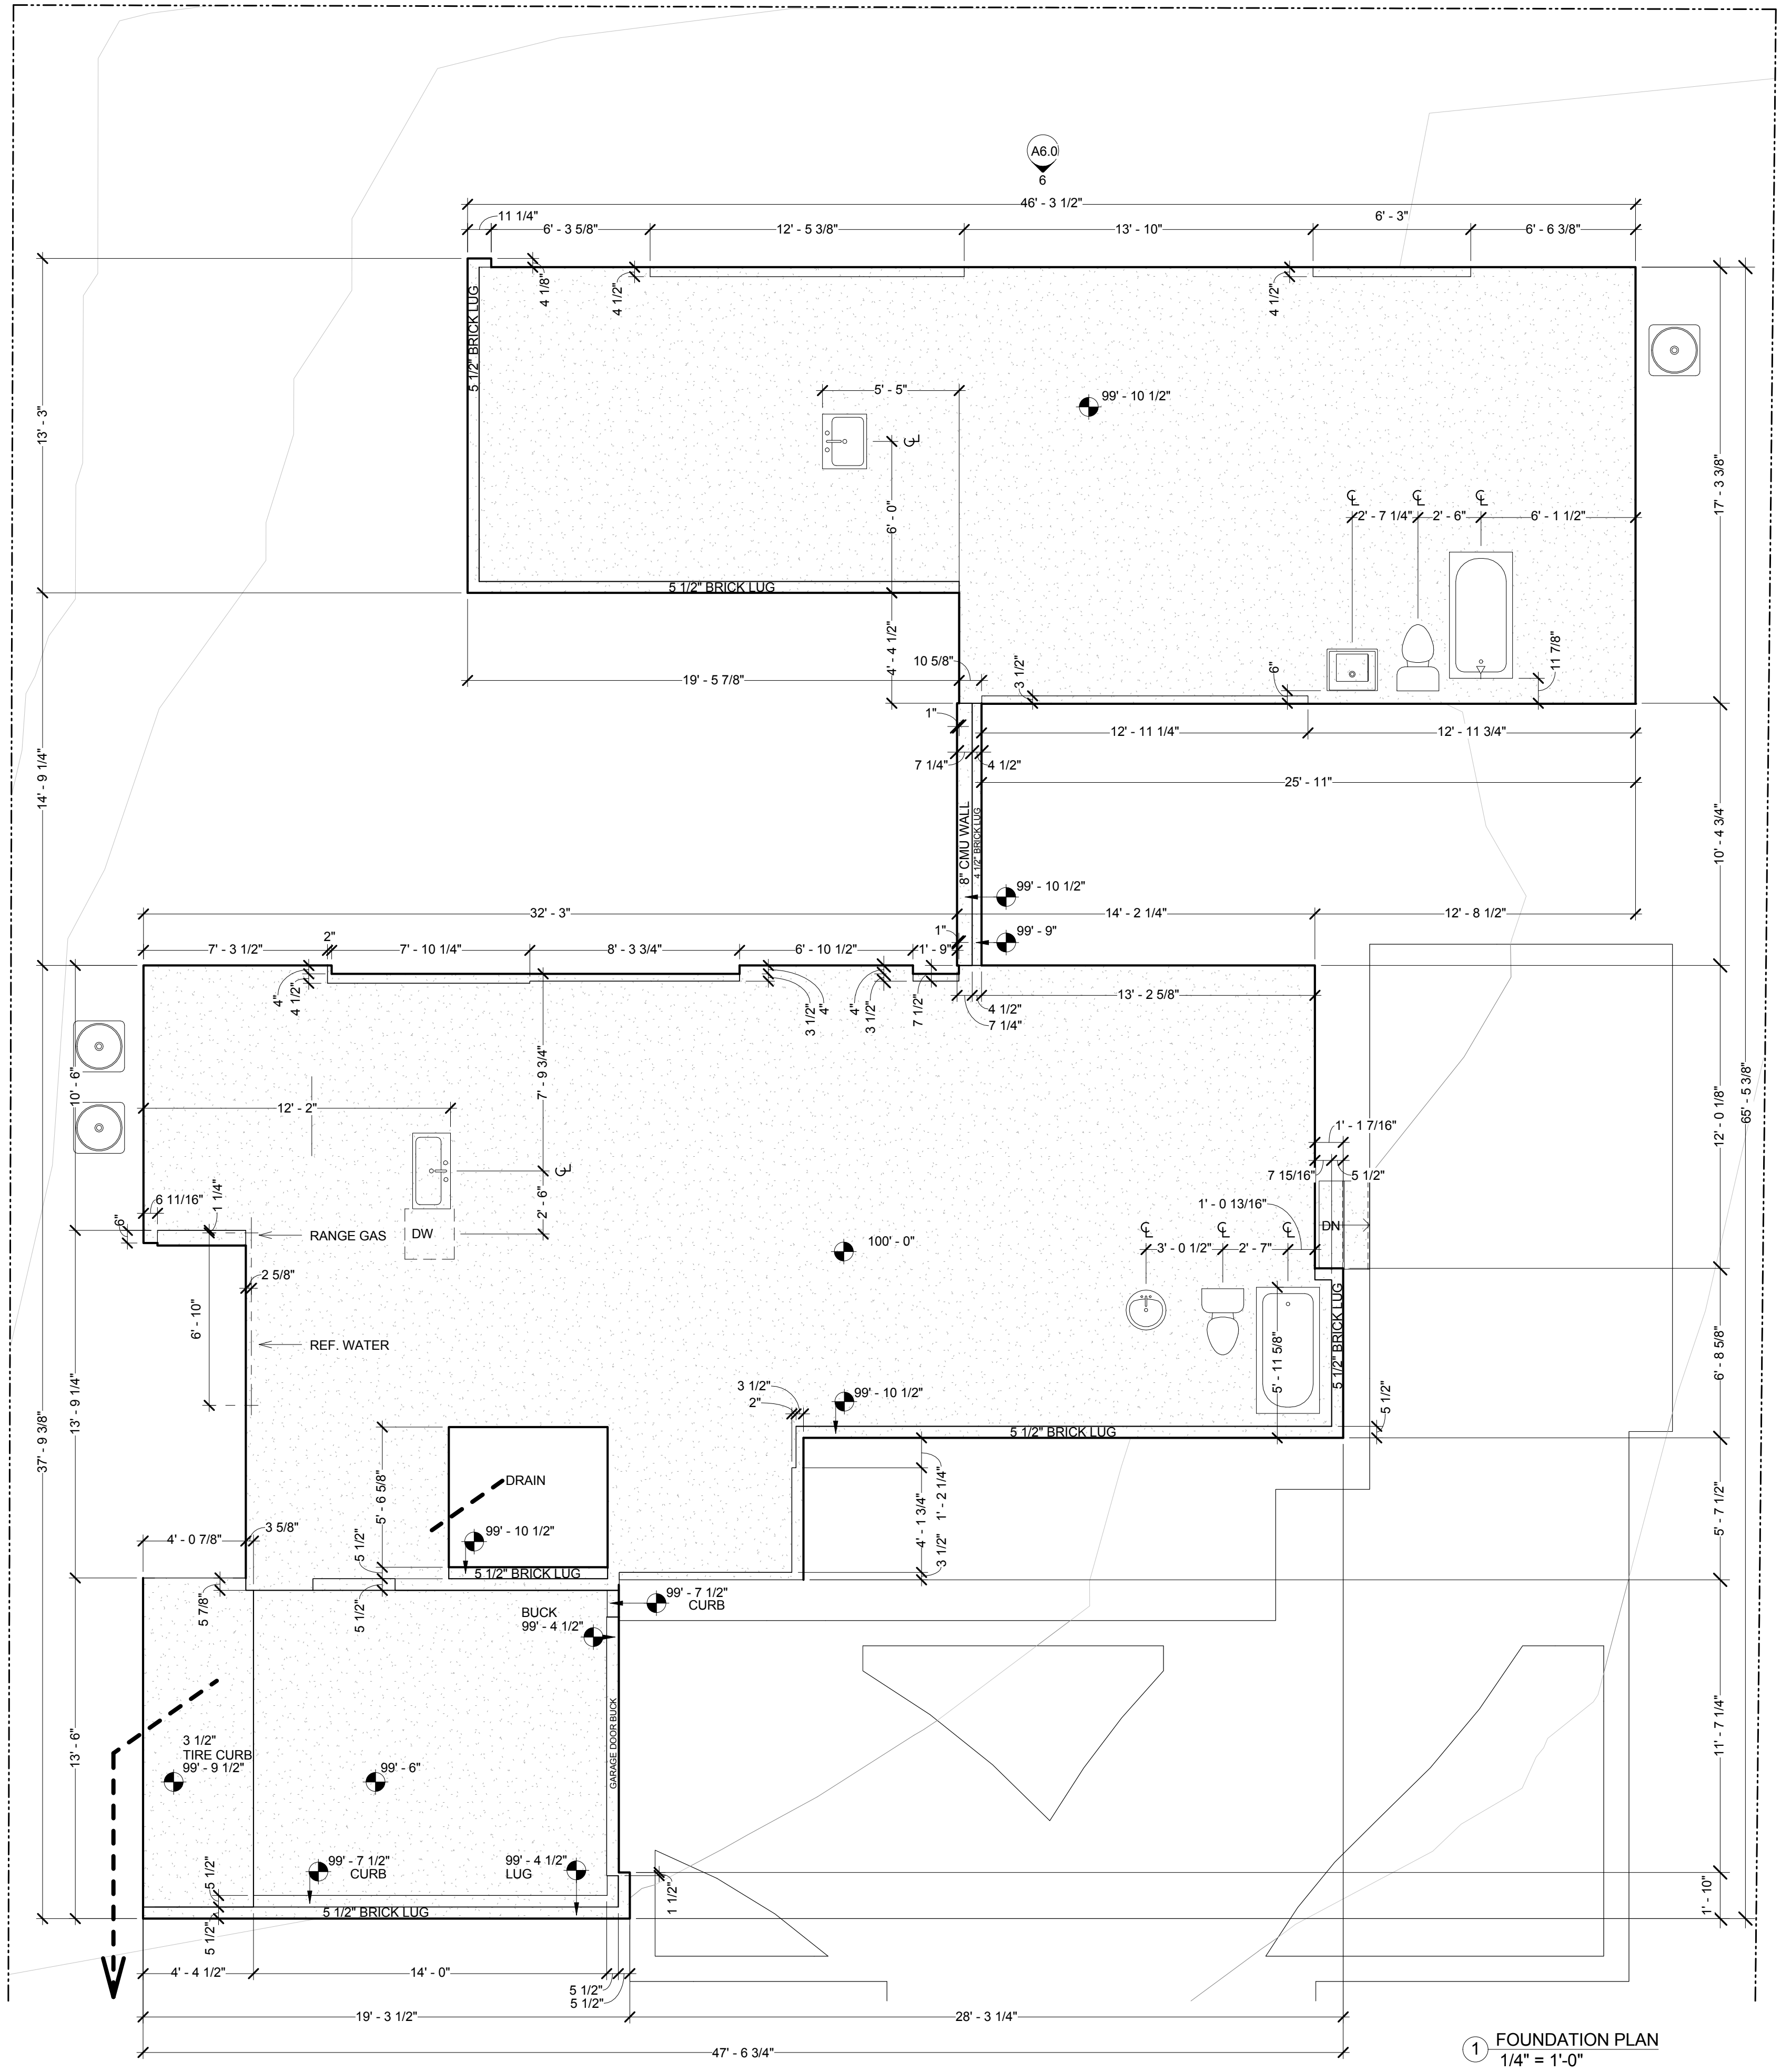 A6.0
6
46' - 3 1/2"
11 1/4"
6' - 3 5/8"
12' - 5 3/8"
13' - 10"
6' - 3"
6' - 6 3/8"
4 1/8"
4 1/2"
4 1/2"
5 1/2" BRICK LUG
13' - 3"
5' - 5"
99' - 10 1/2"
17' - 3 3/8"
6' - 0"
2' - 7 1/4"
2' - 6"
6' - 1 1/2"
5 1/2" BRICK LUG
4' - 4 1/2"
10 5/8"
3 1/2"
6"
11 7/8"
19' - 5 7/8"
1"
12' - 11 1/4"
12' - 11 3/4"
7 1/4"
4 1/2"
25' - 11"
14' - 9 1/4"
8" CMU WALL
4 1/2" BRICK LUG
10' - 4 3/4"
99' - 10 1/2"
32' - 3"
14' - 2 1/4"
12' - 8 1/2"
1"
99' - 9"
7' - 3 1/2"
2"
7' - 10 1/4"
8' - 3 3/4"
6' - 10 1/2"
1' - 9"
4"
4 1/2"
3 1/2"
4"
4"
3 1/2"
7 1/2"
13' - 2 5/8"
4 1/2"
7 1/4"
10' - 6"
7' - 9 3/4"
12' - 2"
12' - 0 1/8"
65' - 5 3/8"
1' - 1 7/16"
7 15/16"
5 1/2"
6 11/16"
1 1/4"
6"
2' - 6"
1' - 0 13/16"
RANGE GAS
DW
DN
100' - 0"
3' - 0 1/2"
2' - 7"
2 5/8"
6' - 10"
REF. WATER
5' - 11 5/8"
5 1/2" BRICK LUG
6' - 8 5/8"
3 1/2"
2"
99' - 10 1/2"
5 1/2"
5 1/2" BRICK LUG
13' - 9 1/4"
37' - 9 3/8"
5' - 6 5/8"
DRAIN
4' - 1 3/4"
1' - 2 1/4"
3 1/2"
5' - 7 1/2"
4' - 0 7/8"
3 5/8"
5 1/2"
99' - 10 1/2"
5 1/2" BRICK LUG
5 7/8"
5 1/2"
99' - 7 1/2"
CURB
BUCK
99' - 4 1/2"
GARAGE DOOR BUCK
3 1/2"
TIRE CURB
99' - 9 1/2"
99' - 6"
13' - 6"
11' - 7 1/4"
99' - 7 1/2"
CURB
99' - 4 1/2"
LUG
5 1/2"
5 1/2"
5 1/2" BRICK LUG
1 1/2"
1' - 10"
4' - 4 1/2"
14' - 0"
5 1/2"
5 1/2"
19' - 3 1/2"
28' - 3 1/4"
47' - 6 3/4"
1
FOUNDATION PLAN
1/4" = 1'-0"